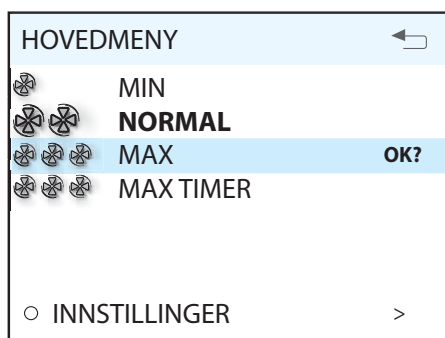 HOVEDMENY
MIN
NORMAL
MAX OK?
MAX TIMER
INNSTILLINGER >